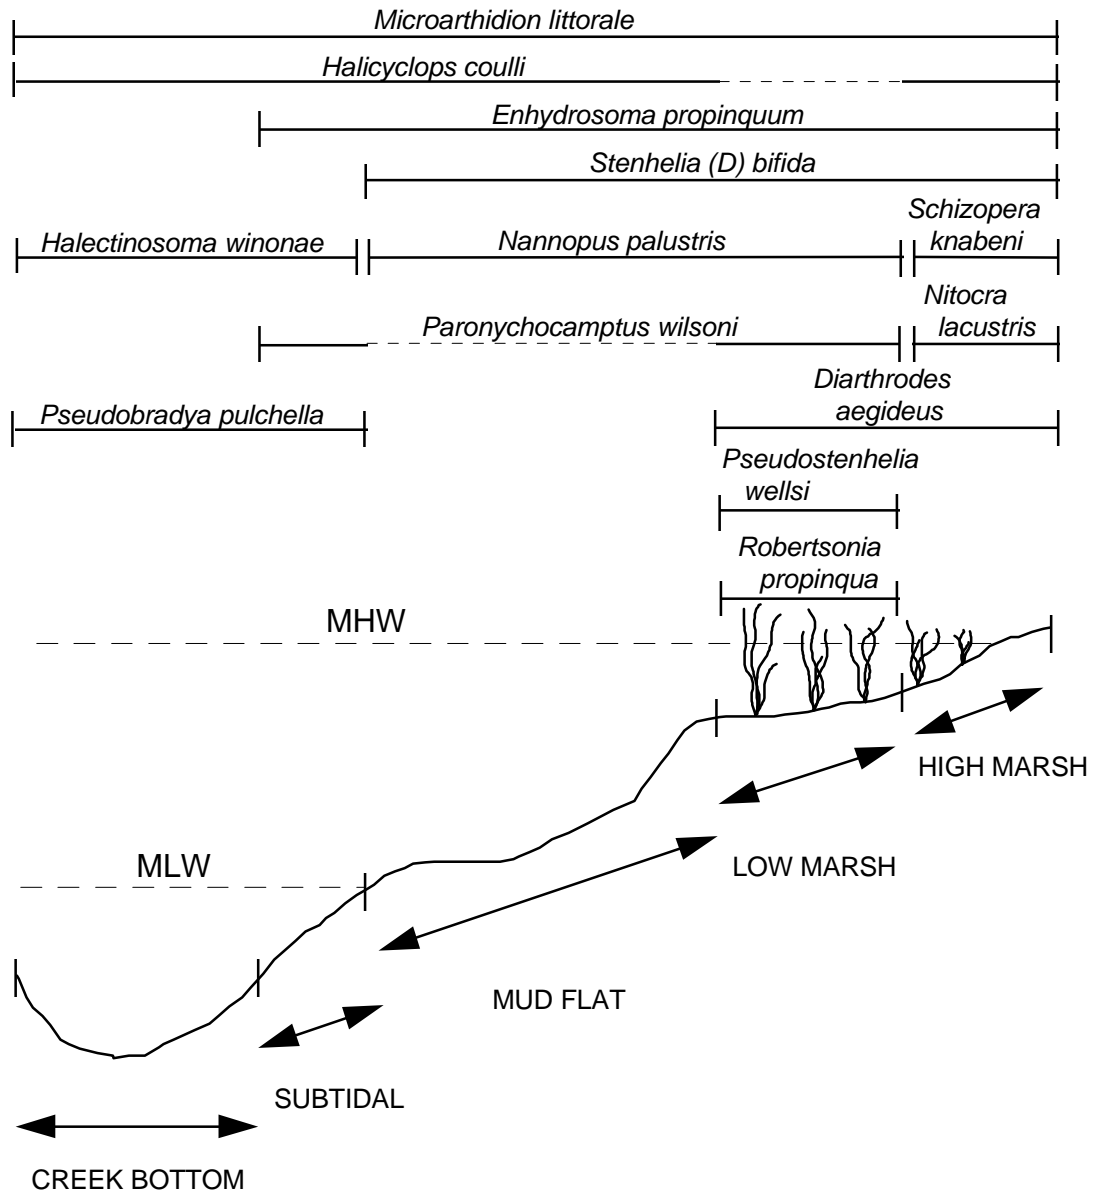 Microarthidion littorale
Halicyclops coulli
Enhydrosoma propinquum
Stenhelia (D) bifida
Schizopera
knabeni
Halectinosoma winonae
Nannopus palustris
Nitocra
lacustris
Paronychocamptus wilsoni
Diarthrodes
aegideus
Pseudobradya pulchella
Pseudostenhelia
wellsi
Robertsonia
propinqua
MHW
HIGH MARSH
MLW
LOW MARSH
MUD FLAT
SUBTIDAL
CREEK BOTTOM